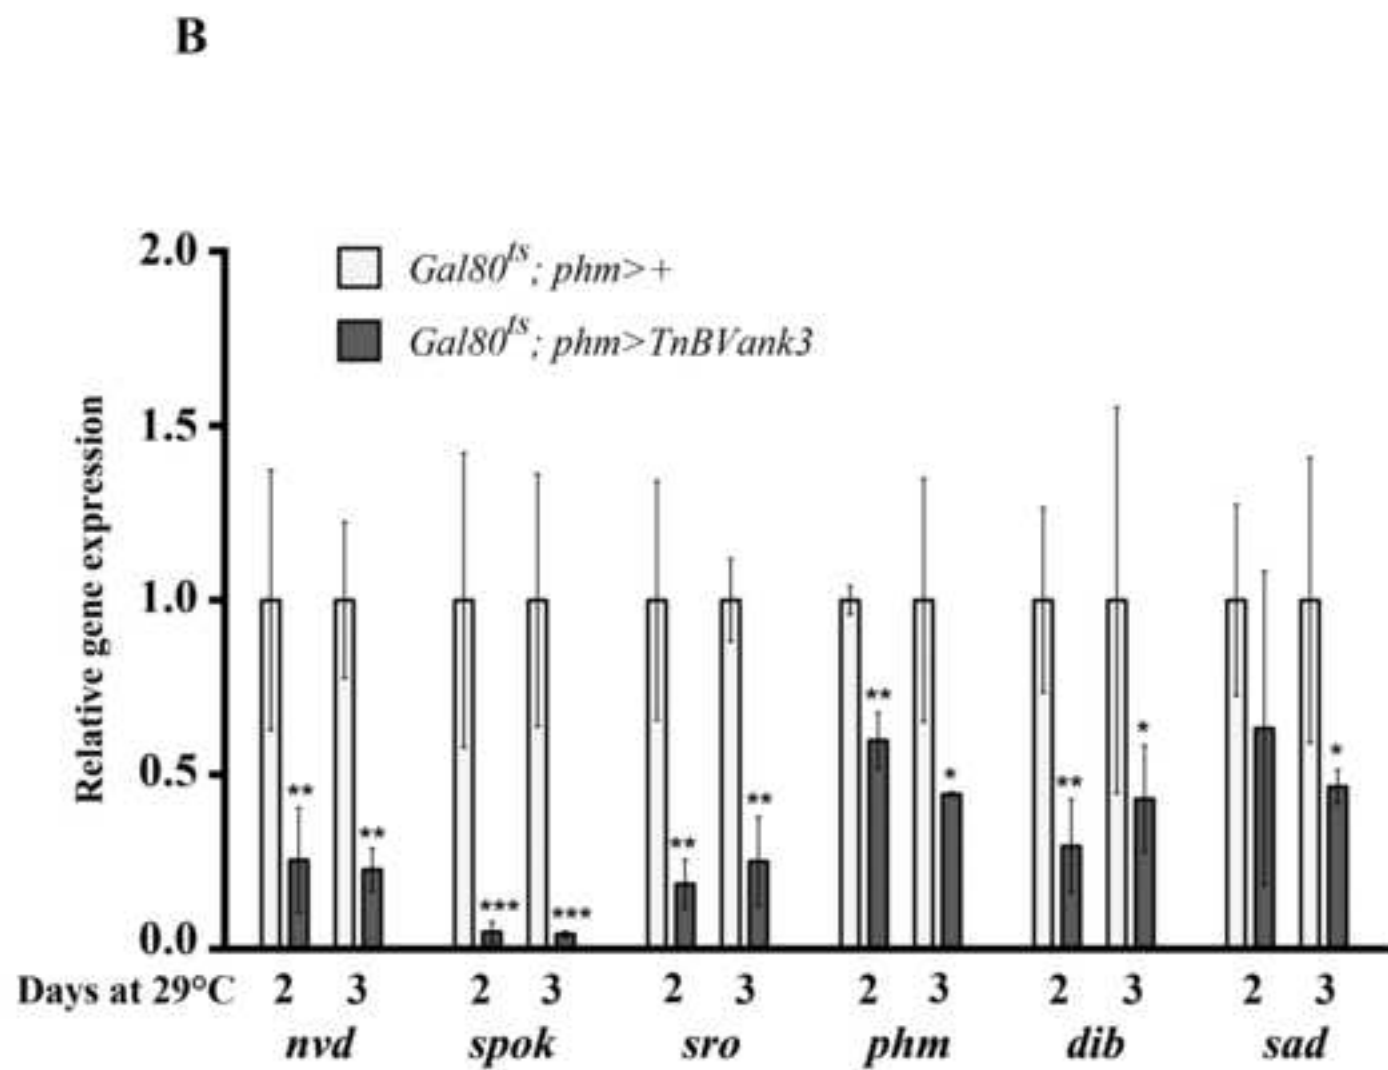 B
2.0
Gal80ts; phm>+
Gal80ts; phm>TnBVank3
1.5
1.0
0.5
0.0
Relative gene expression
**
**
***
***
**
**
**
*
**
*
*
Days at 29°C 2 3 2 3 2 3 2 3 2 3 2 3
nvd spok sro phm dib sad